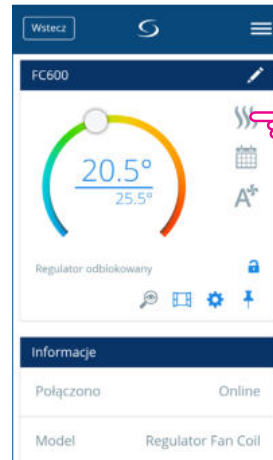 Wstecz
FC600
20.5°
25.5°
A
Regulator odblokowany
Informacje
Połączono Online
Model Regulator Fan Coil